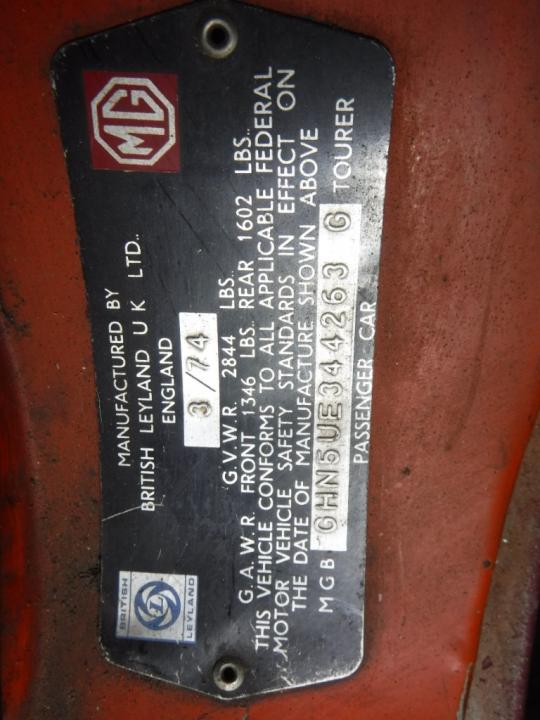 MG
MANUFACTURED BY
BRITISH LEYLAND U K LTD..
ENGLAND
3 /74
G.V.W.R. 2844 LBS.
G. A. W. R FRONT 1346 LBS. REAR 1602 LBS..
THIS VEHICLE CONFORMS TO ALL APPLICABLE FEDERAL
MOTOR VEHICLE SAFETY STANDARDS IN EFFECT ON
THE DATE OF MANUFACTURE SHOWN ABOVE
MGB GHN5UE344263 G TOURER
PASSENGER CAR
BRITISH
L
LEYLAND